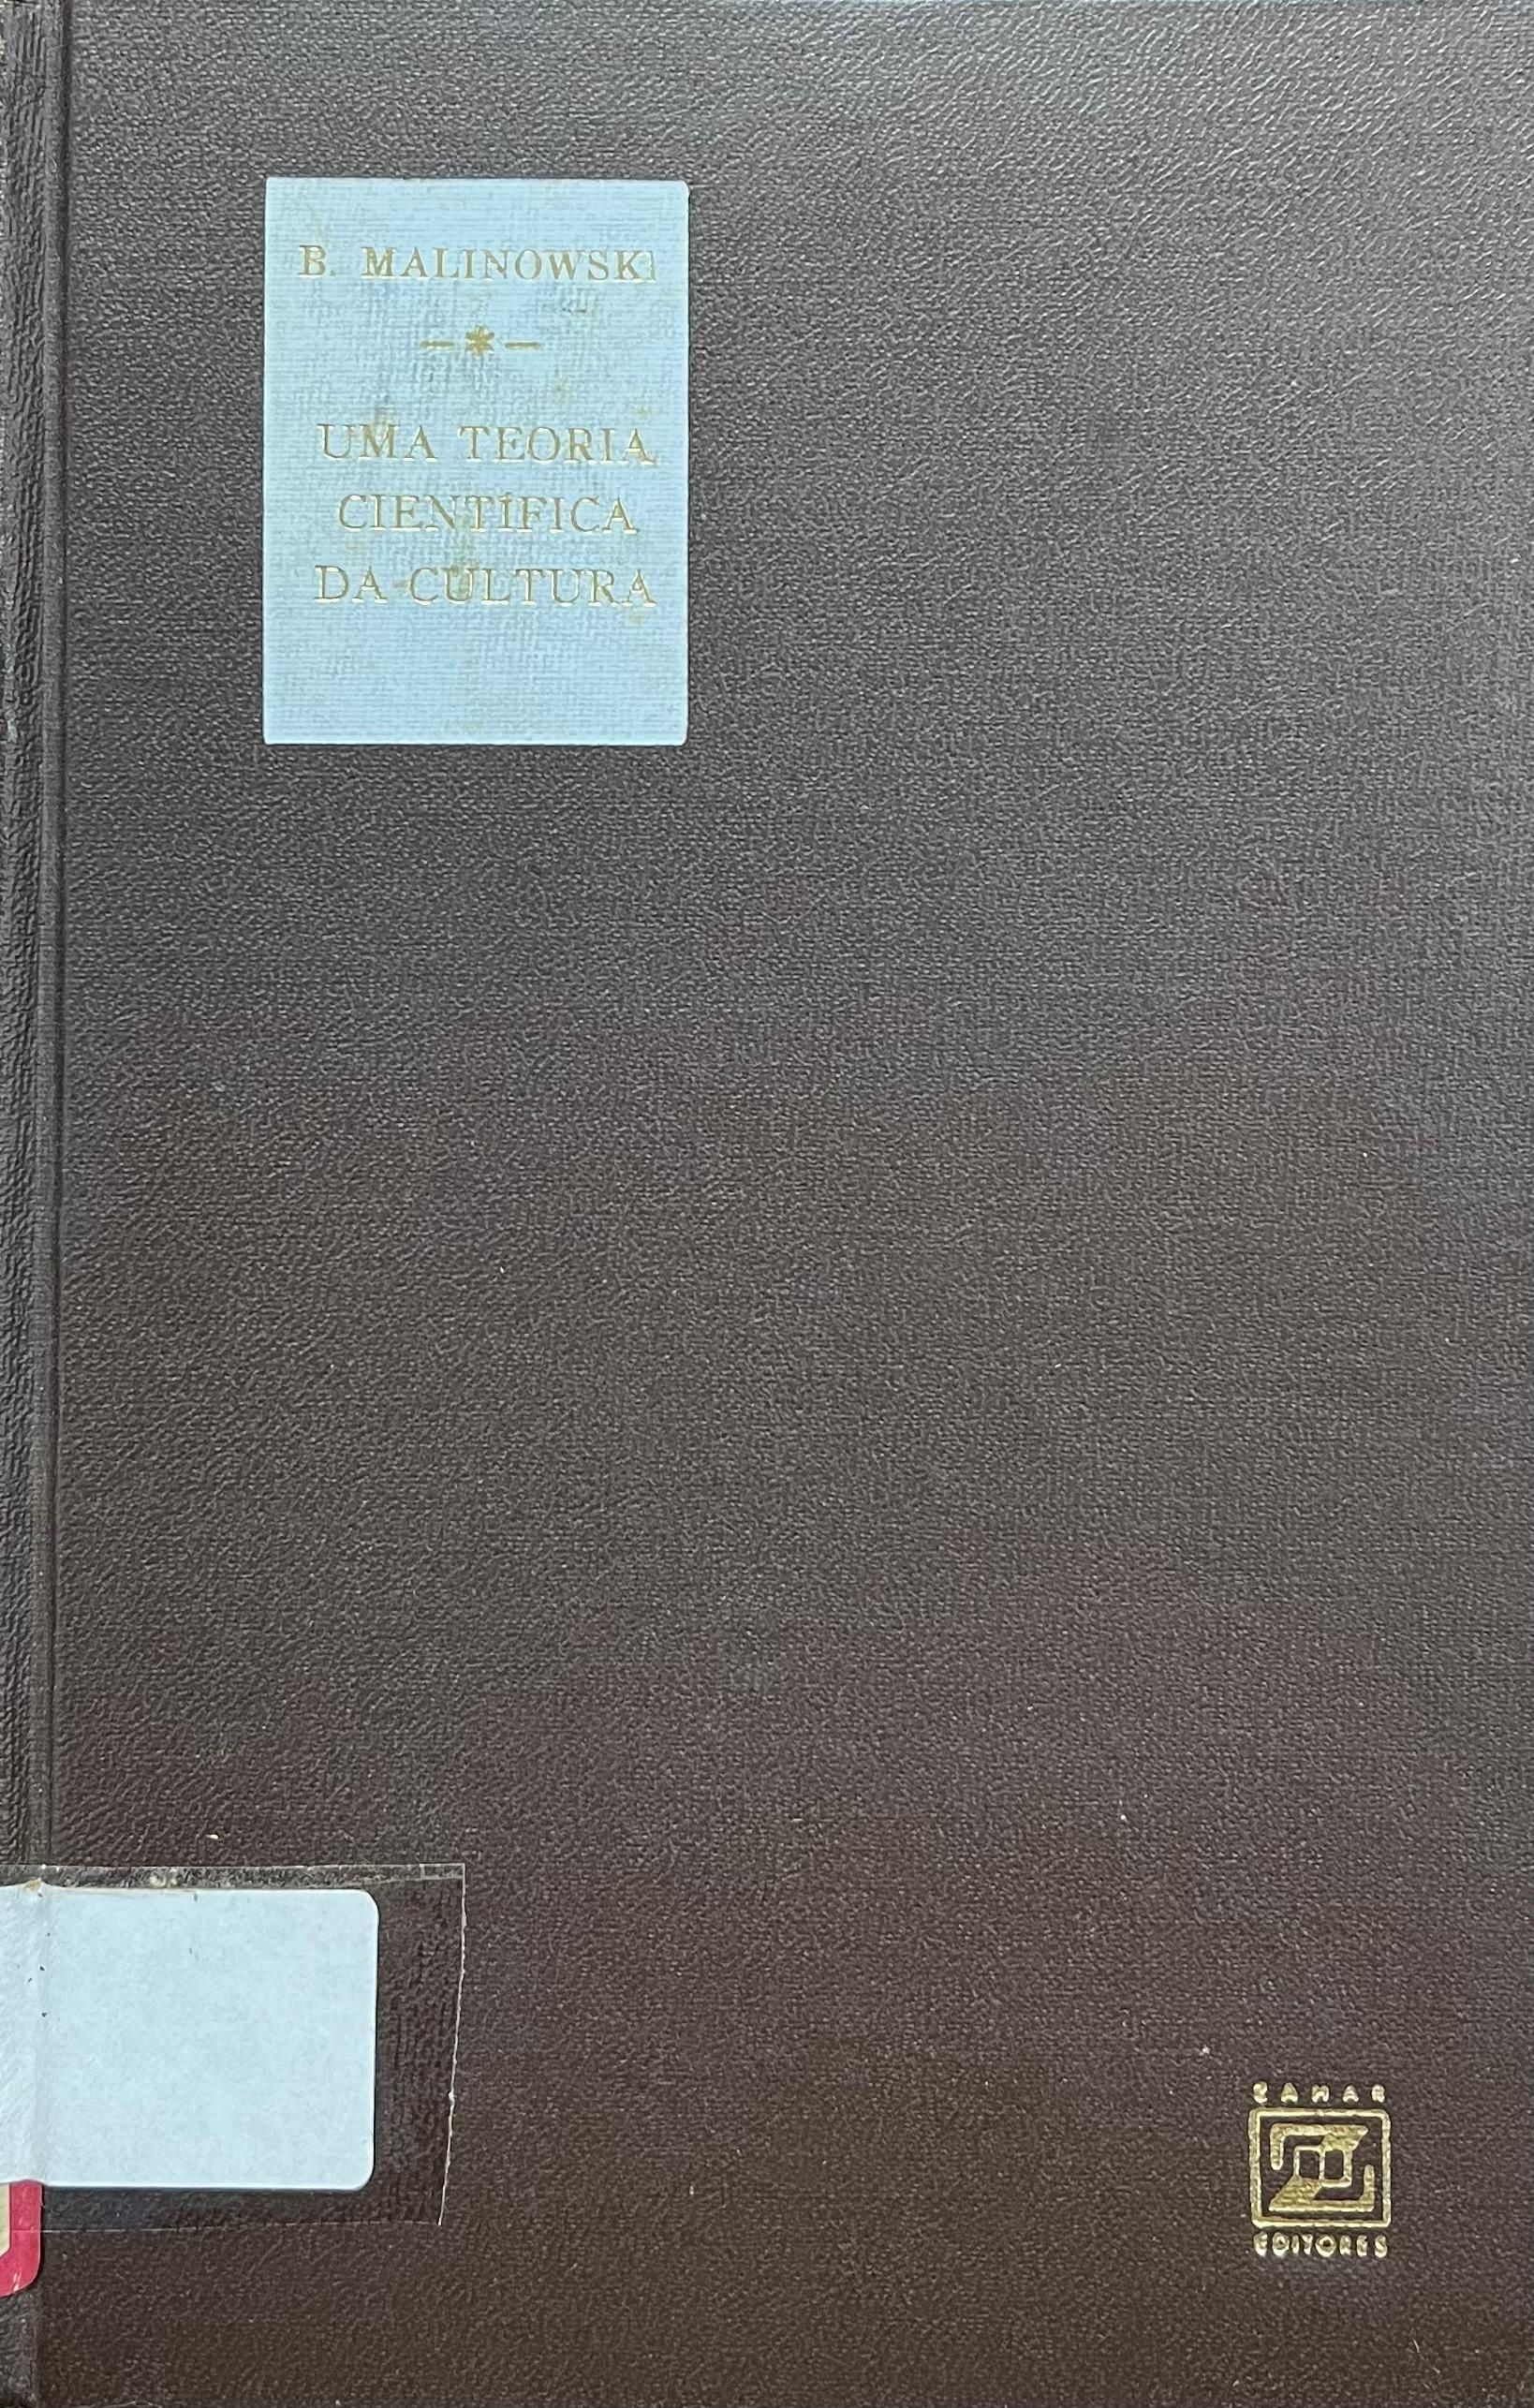 B. MALINOWSKI
—*—
UMA TEORIA
CIENTÍFICA
DA CULTURA
ZAHAR
EDITORES